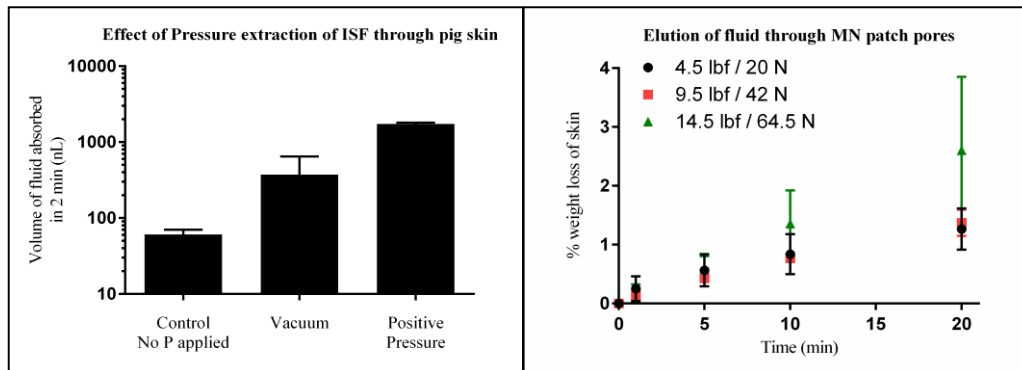 Effect of Pressure extraction of ISF through pig skin
Volume of fluid absorbed
in 2 min (nL)
10000
1000
100
10
Control
No P applied
Vacuum
Positive
Pressure
Elution of fluid through MN patch pores
4.5 lbf / 20 N
9.5 lbf / 42 N
14.5 lbf / 64.5 N
% weight loss of skin
4
3
2
1
0
0
5
10
15
20
Time (min)